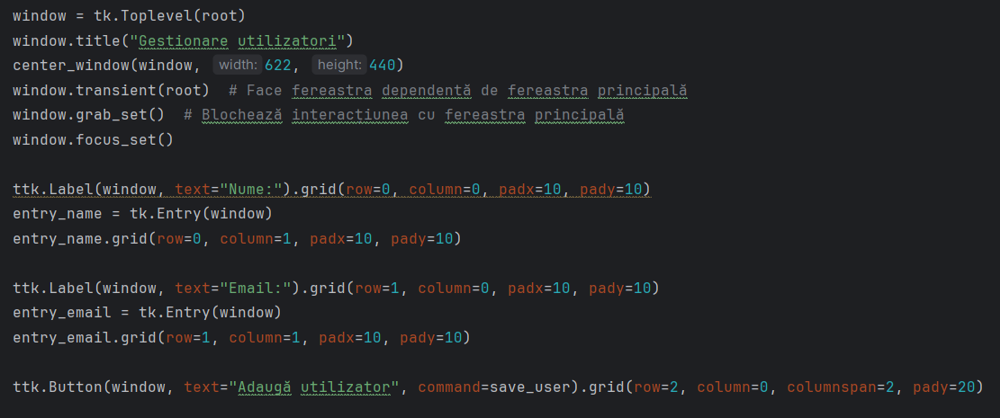 window = tk.Toplevel(root)
window.title("Gestionare utilizatori")
center_window(window, width: 622, height: 440)
window.transient(root)  # Face fereastra dependentă de fereastra principală
window.grab_set()  # Blochează interacțiunea cu fereastra principală
window.focus_set()
ttk.Label(window, text="Nume:").grid(row=0, column=0, padx=10, pady=10)
entry_name = tk.Entry(window)
entry_name.grid(row=0, column=1, padx=10, pady=10)
ttk.Label(window, text="Email:").grid(row=1, column=0, padx=10, pady=10)
entry_email = tk.Entry(window)
entry_email.grid(row=1, column=1, padx=10, pady=10)
ttk.Button(window, text="Adaugă utilizator", command=save_user).grid(row=2, column=0, columnspan=2, pady=20)